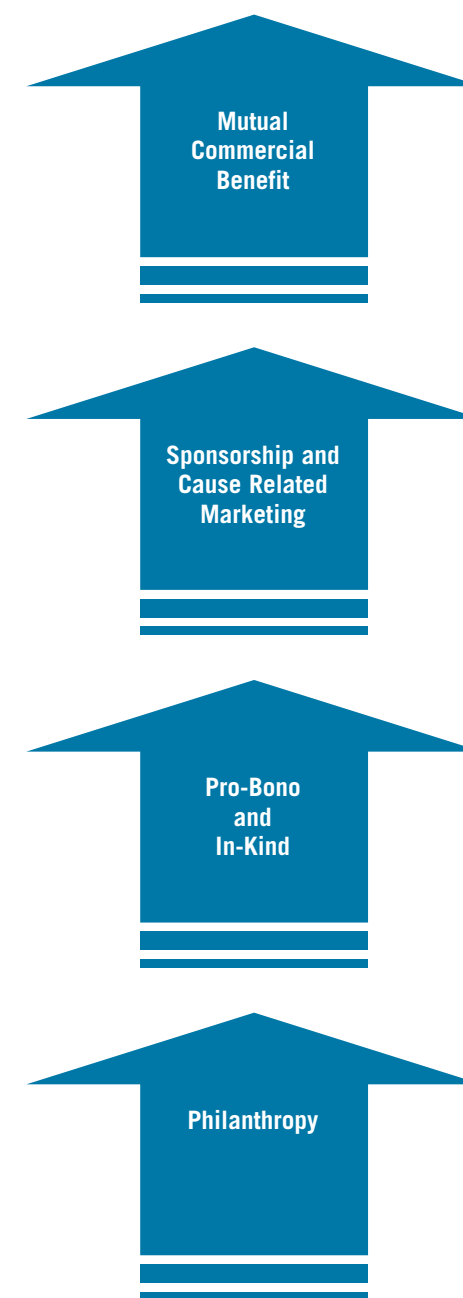 Mutual
Commercial
Benefit
Sponsorship and
Cause Related
Marketing
Pro-Bono
and
In-Kind
Philanthropy